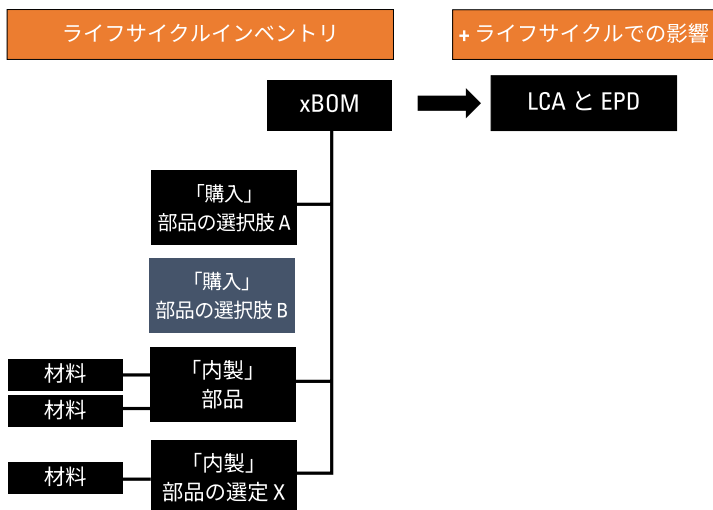 ライフサイクルインベントリ
+ ライフサイクルでの影響
xBOM
LCA と EPD
「購入」
部品の選択肢 A
「購入」
部品の選択肢 B
材料
材料
「内製」
部品
材料
「内製」
部品の選定 X